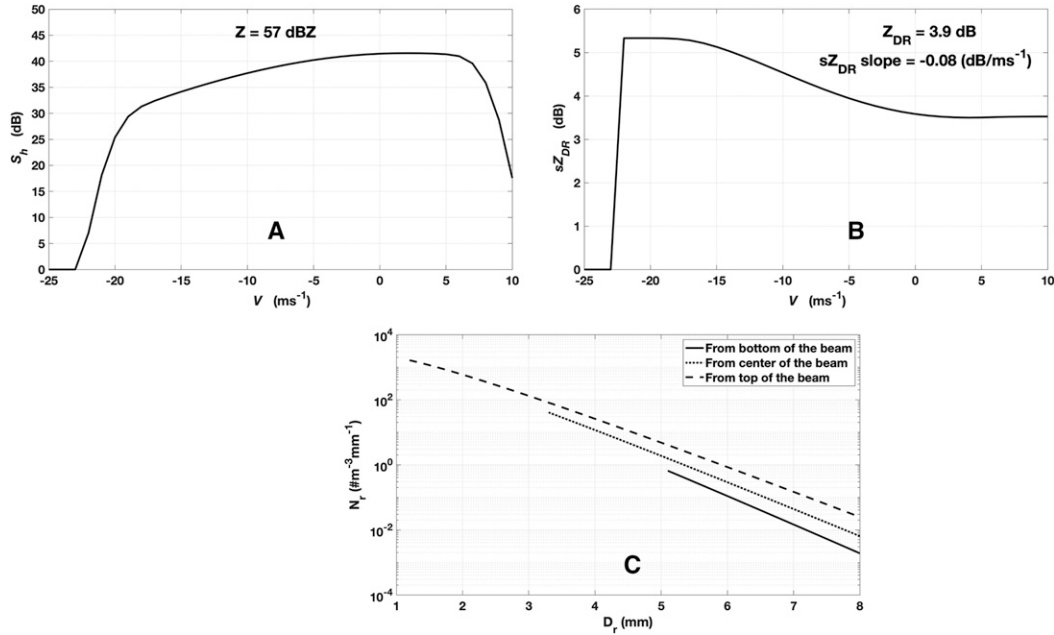 50
45
40
35
30
25
20
15
10
5
0
S_h (dB)
Z = 57 dBZ
A
-25 -20 -15 -10 -5 0 5 10
V (ms⁻¹)
6
5
4
3
2
1
0
sZ_DR (dB)
Z_DR = 3.9 dB
sZ_DR slope = -0.08 (dB/ms⁻¹)
B
-25 -20 -15 -10 -5 0 5 10
V (ms⁻¹)
10⁴
10²
10⁰
10⁻²
10⁻⁴
N_r (#m⁻³mm⁻¹)
From bottom of the beam
From center of the beam
From top of the beam
C
1 2 3 4 5 6 7 8
D_r (mm)